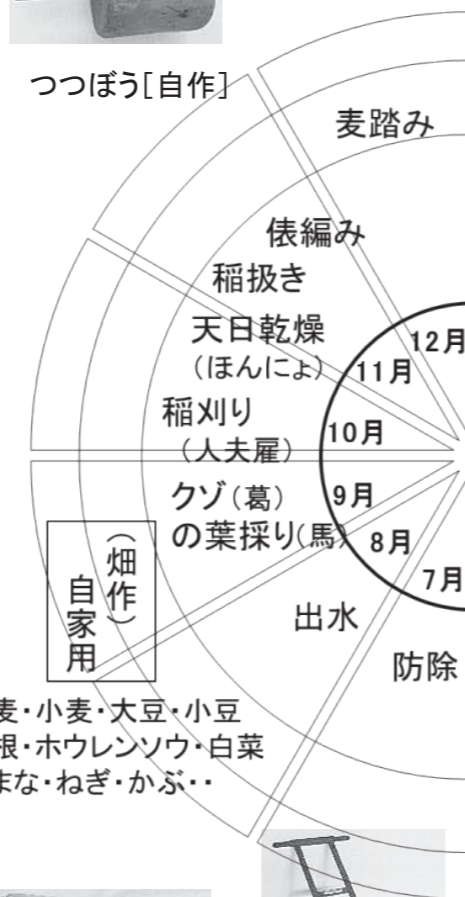 つつぼう[自作]
麦踏み
俵編み
稲扱き
天日乾燥
（ほんにょ）
稲刈り
（人夫雇）
クゾ（葛）
の葉採り（馬）
出水
防除
12月
11月
10月
9月
8月
7月
（畑作）
自家用
麦・小麦・大豆・小豆
根・ホウレンソウ・白菜
まな・ねぎ・かぶ・・